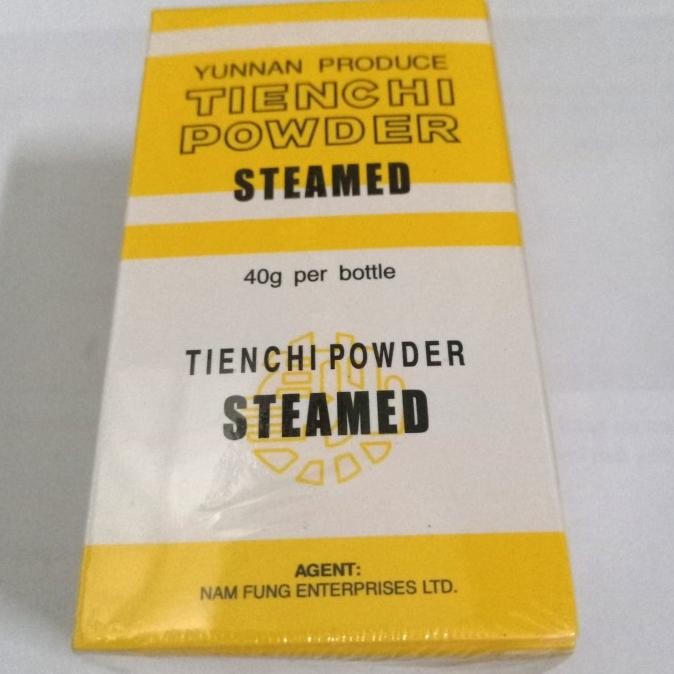 YUNNAN PRODUCE
TIENCHI
POWDER
STEAMED
40g per bottle
TIENCHI POWDER
STEAMED
AGENT:
NAM FUNG ENTERPRISES LTD.